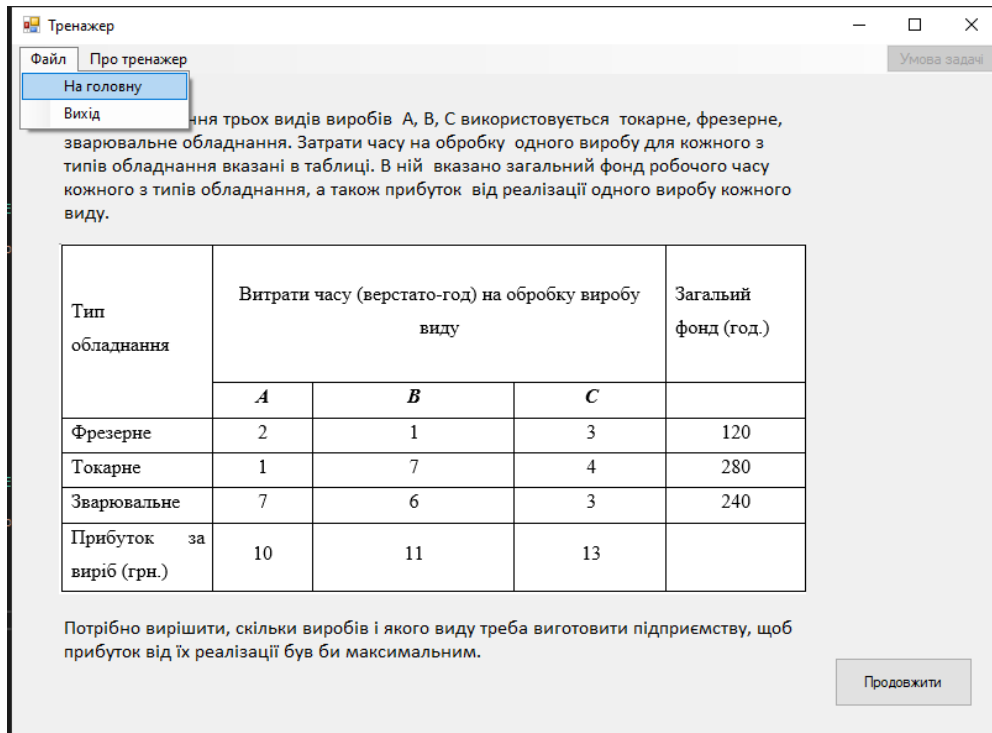 Тренажер
Файл Про тренажер Умова задачі
На головну
Вихід
ння трьох видів виробів А, В, С використовується токарне, фрезерне,
зварювальне обладнання. Затрати часу на обробку одного виробу для кожного з
типів обладнання вказані в таблиці. В ній вказано загальний фонд робочого часу
кожного з типів обладнання, а також прибуток від реалізації одного виробу кожного
виду.
Тип
обладнання
Витрати часу (верстато-год) на обробку виробу
виду
Загальий
фонд (год.)
A B C
Фрезерне 2 1 3 120
Токарне 1 7 4 280
Зварювальне 7 6 3 240
Прибуток за
виріб (грн.) 10 11 13
Потрібно вирішити, скільки виробів і якого виду треба виготовити підприємству, щоб
прибуток від їх реалізації був би максимальним.
Продовжити